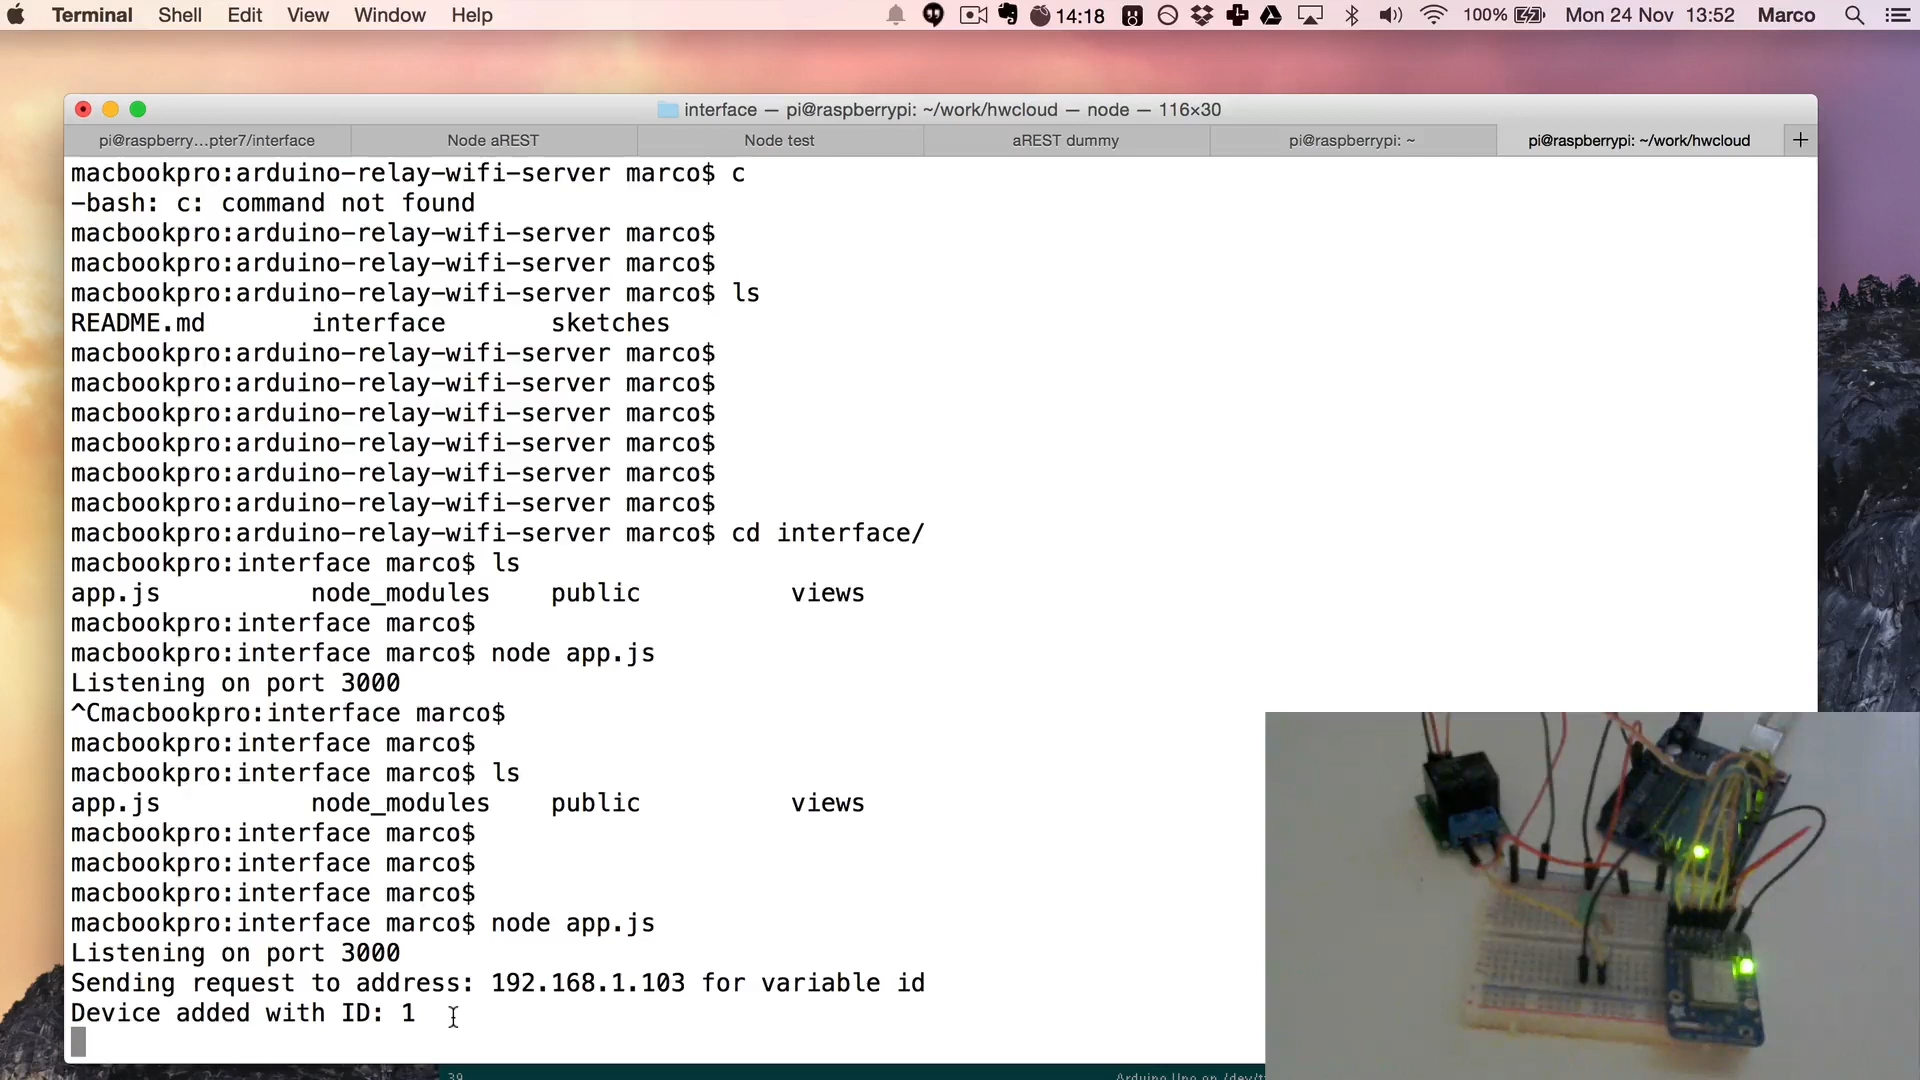 Terminal Shell Edit View Window Help 14:18 100% Mon 24 Nov 13:52 Marco
interface — pi@raspberrypi: ~/work/hwcloud — node — 116×30
pi@raspberry...pter7/interface Node aREST Node test aREST dummy pi@raspberrypi: ~ pi@raspberrypi: ~/work/hwcloud +
macbookpro:arduino-relay-wifi-server marco$ c
-bash: c: command not found
macbookpro:arduino-relay-wifi-server marco$
macbookpro:arduino-relay-wifi-server marco$
macbookpro:arduino-relay-wifi-server marco$ ls
README.md interface sketches
macbookpro:arduino-relay-wifi-server marco$
macbookpro:arduino-relay-wifi-server marco$
macbookpro:arduino-relay-wifi-server marco$
macbookpro:arduino-relay-wifi-server marco$
macbookpro:arduino-relay-wifi-server marco$
macbookpro:arduino-relay-wifi-server marco$
macbookpro:arduino-relay-wifi-server marco$ cd interface/
macbookpro:interface marco$ ls
app.js node_modules public views
macbookpro:interface marco$
macbookpro:interface marco$ node app.js
Listening on port 3000
^Cmacbookpro:interface marco$
macbookpro:interface marco$
macbookpro:interface marco$ ls
app.js node_modules public views
macbookpro:interface marco$
macbookpro:interface marco$
macbookpro:interface marco$
macbookpro:interface marco$ node app.js
Listening on port 3000
Sending request to address: 192.168.1.103 for variable id
Device added with ID: 1
39 Arduino Uno on /dev/t